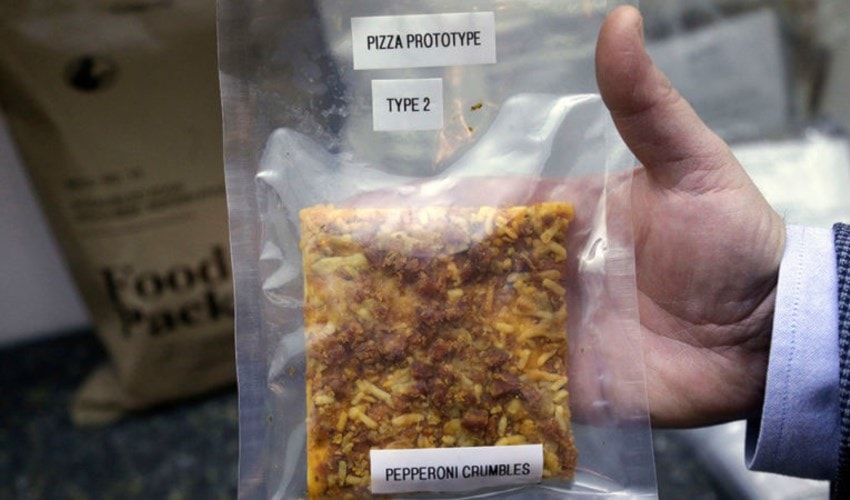 PIZZA PROTOTYPE
TYPE 2
Food
Pack
PEPPERONI CRUMBLES